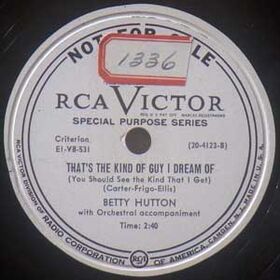 NOT FOR SALE
1336
RCA VICTOR
SPECIAL PURPOSE SERIES
Criterion
E1-VB-531
(20-4123-B)
THAT'S THE KIND OF GUY I DREAM OF
(You Should See the Kind That I Get)
(Carter-Frigo-Ellis)
BETTY HUTTON
with Orchestral accompaniment
Time: 2:40
RCA VICTOR DIVISION OF RADIO CORPORATION OF AMERICA, CAMDEN, N. J.
RCA